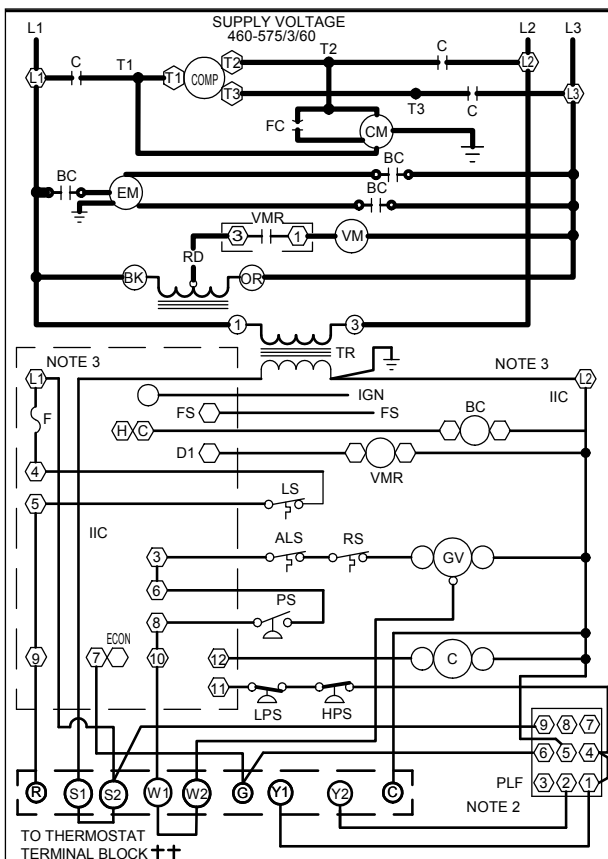 SUPPLY VOLTAGE
460-575/3/60
L1 L2 L3
C T1 T1 COMP T2 T2 C
L1 L2
T3 T3 C L3
FC CM
BC BC
EM BC
VMR
3 1 VM
RD
BK OR
1 3
TR
NOTE 3 NOTE 3
L1 L2
IGN IIC
F FS FS BC
H C
D1
VMR
4
LS
5
IIC ALS RS
3 GV
6 PS
8
ECON
9 7 10 12 C
11
LPS HPS
9 8 7
6 5 4
PLF 3 2 1
NOTE 2
R S1 S2 W1 W2 G Y1 Y2 C
TO THERMOSTAT
TERMINAL BLOCK ††